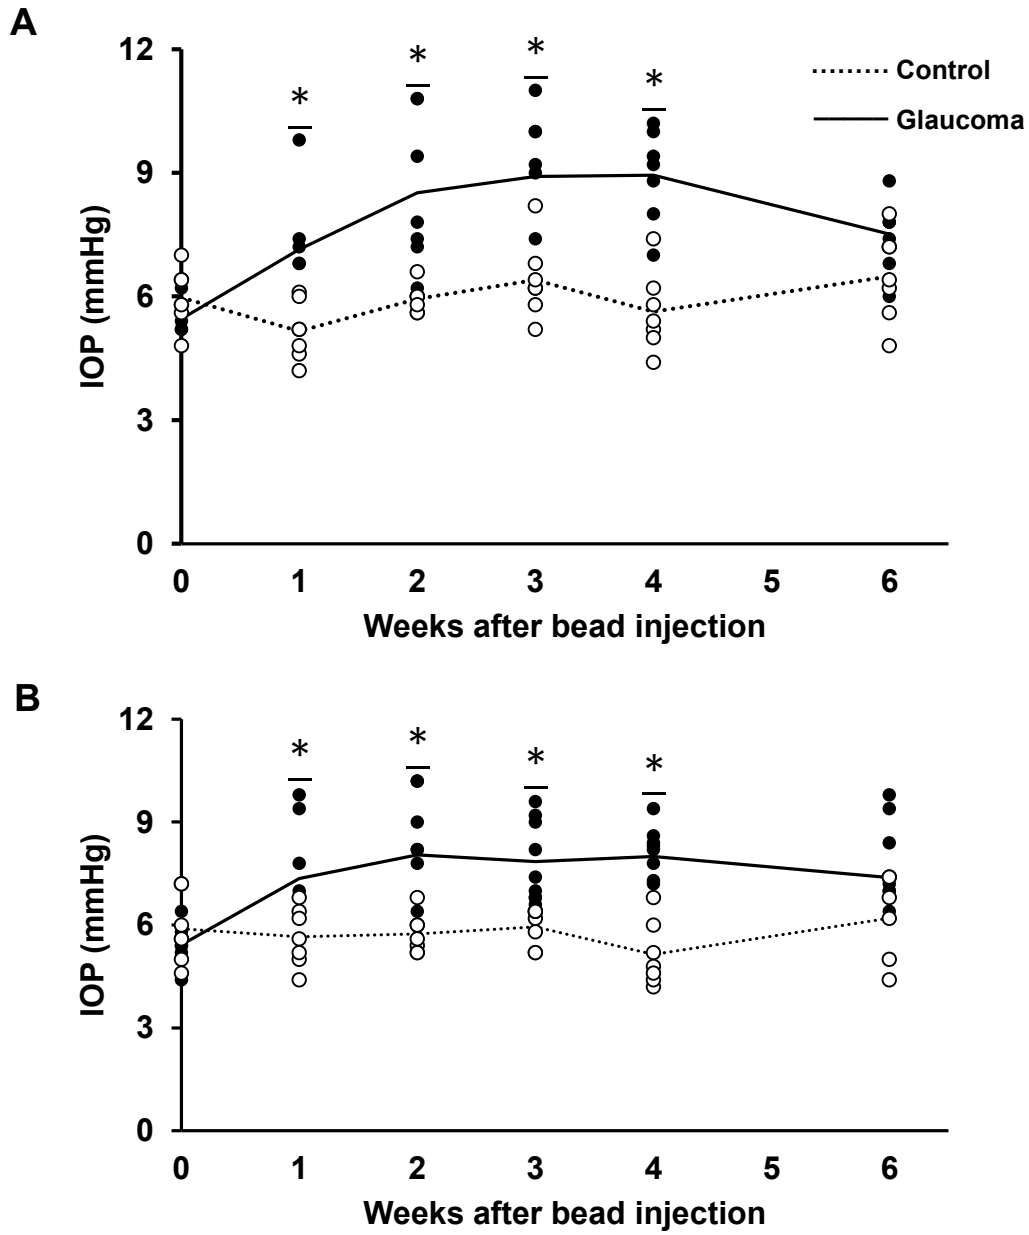 A
12
9
6
3
0
IOP (mmHg)
* * * *
Control
Glaucoma
0 1 2 3 4 5 6
Weeks after bead injection
B
12
9
6
3
0
IOP (mmHg)
* * * *
0 1 2 3 4 5 6
Weeks after bead injection